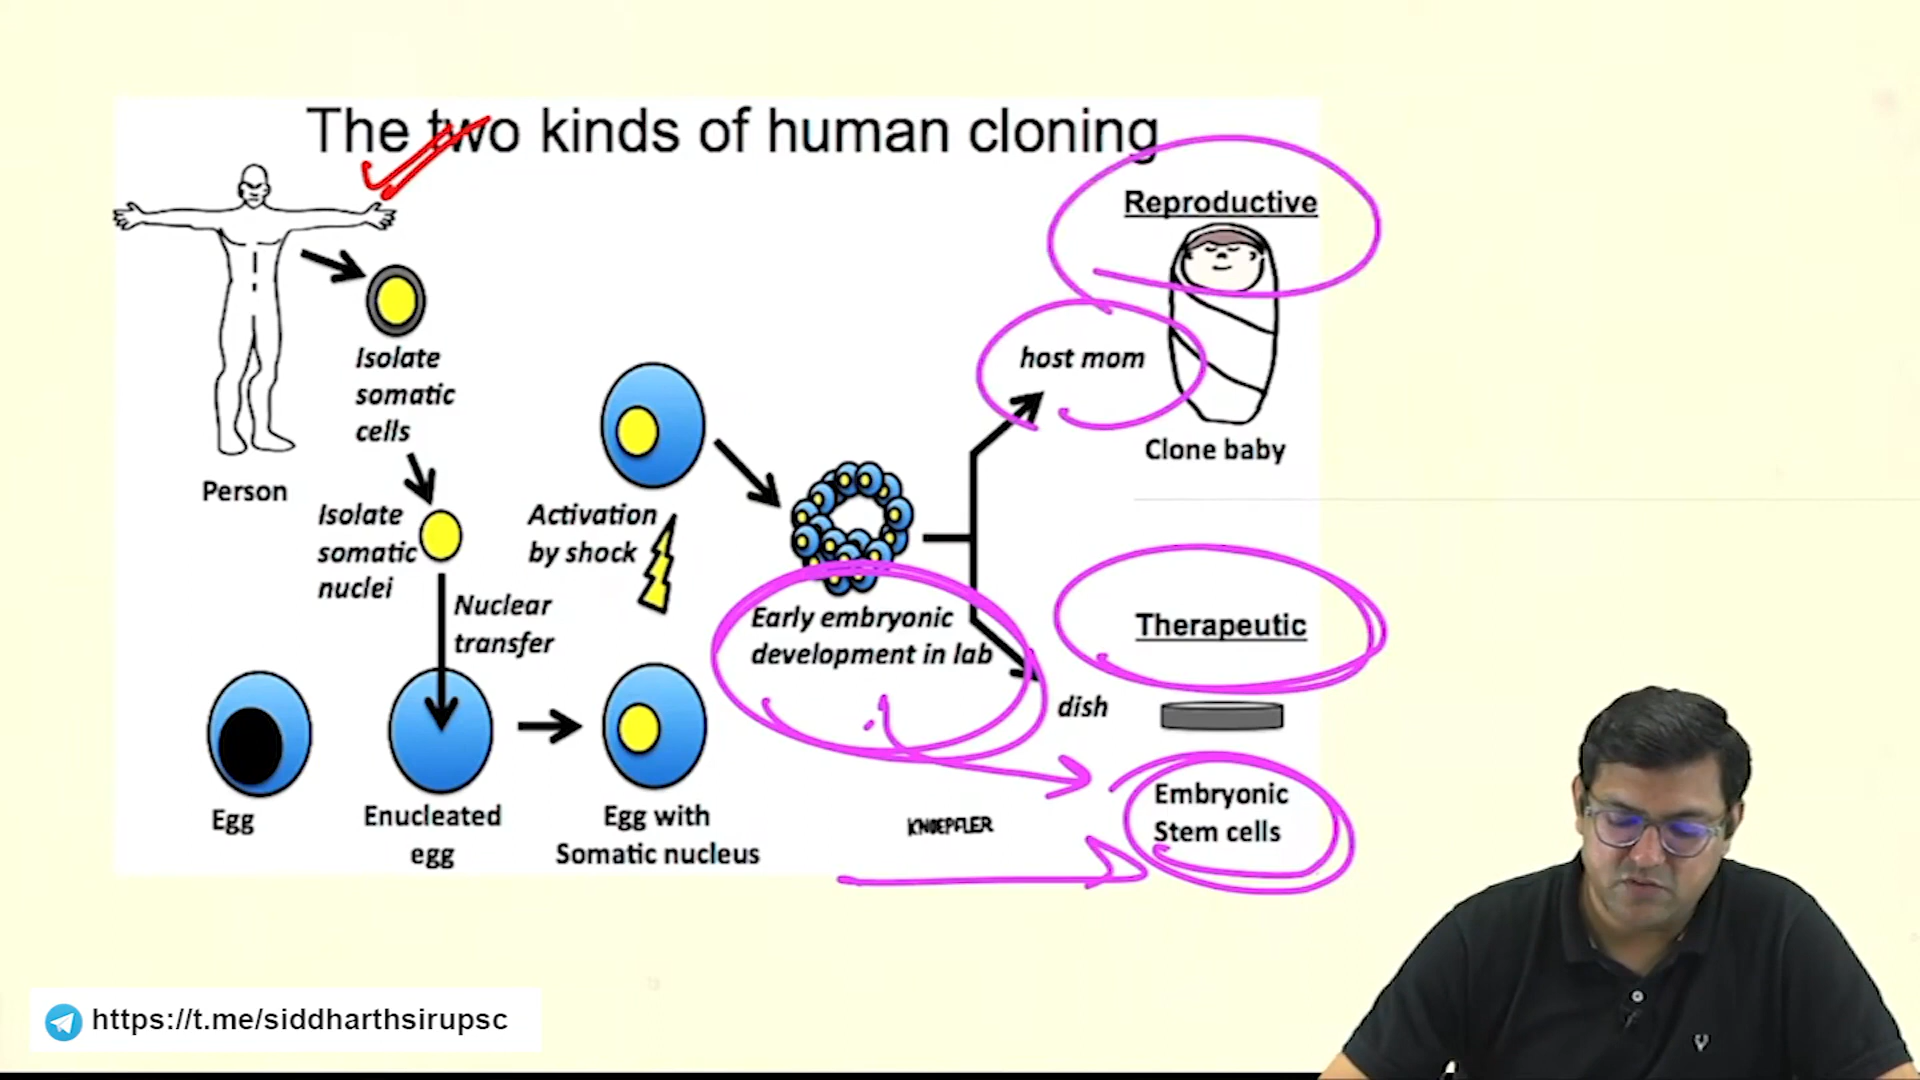 The two kinds of human cloning
Reproductive
host mom
Clone baby
Isolate
somatic
cells
Person
Isolate
somatic
nuclei
Activation
by shock
Nuclear
transfer
Early embryonic
development in lab
Therapeutic
dish
Embryonic
Stem cells
Egg
Enucleated
egg
Egg with
Somatic nucleus
KNOEPFLER
https://t.me/siddharthsirupsc